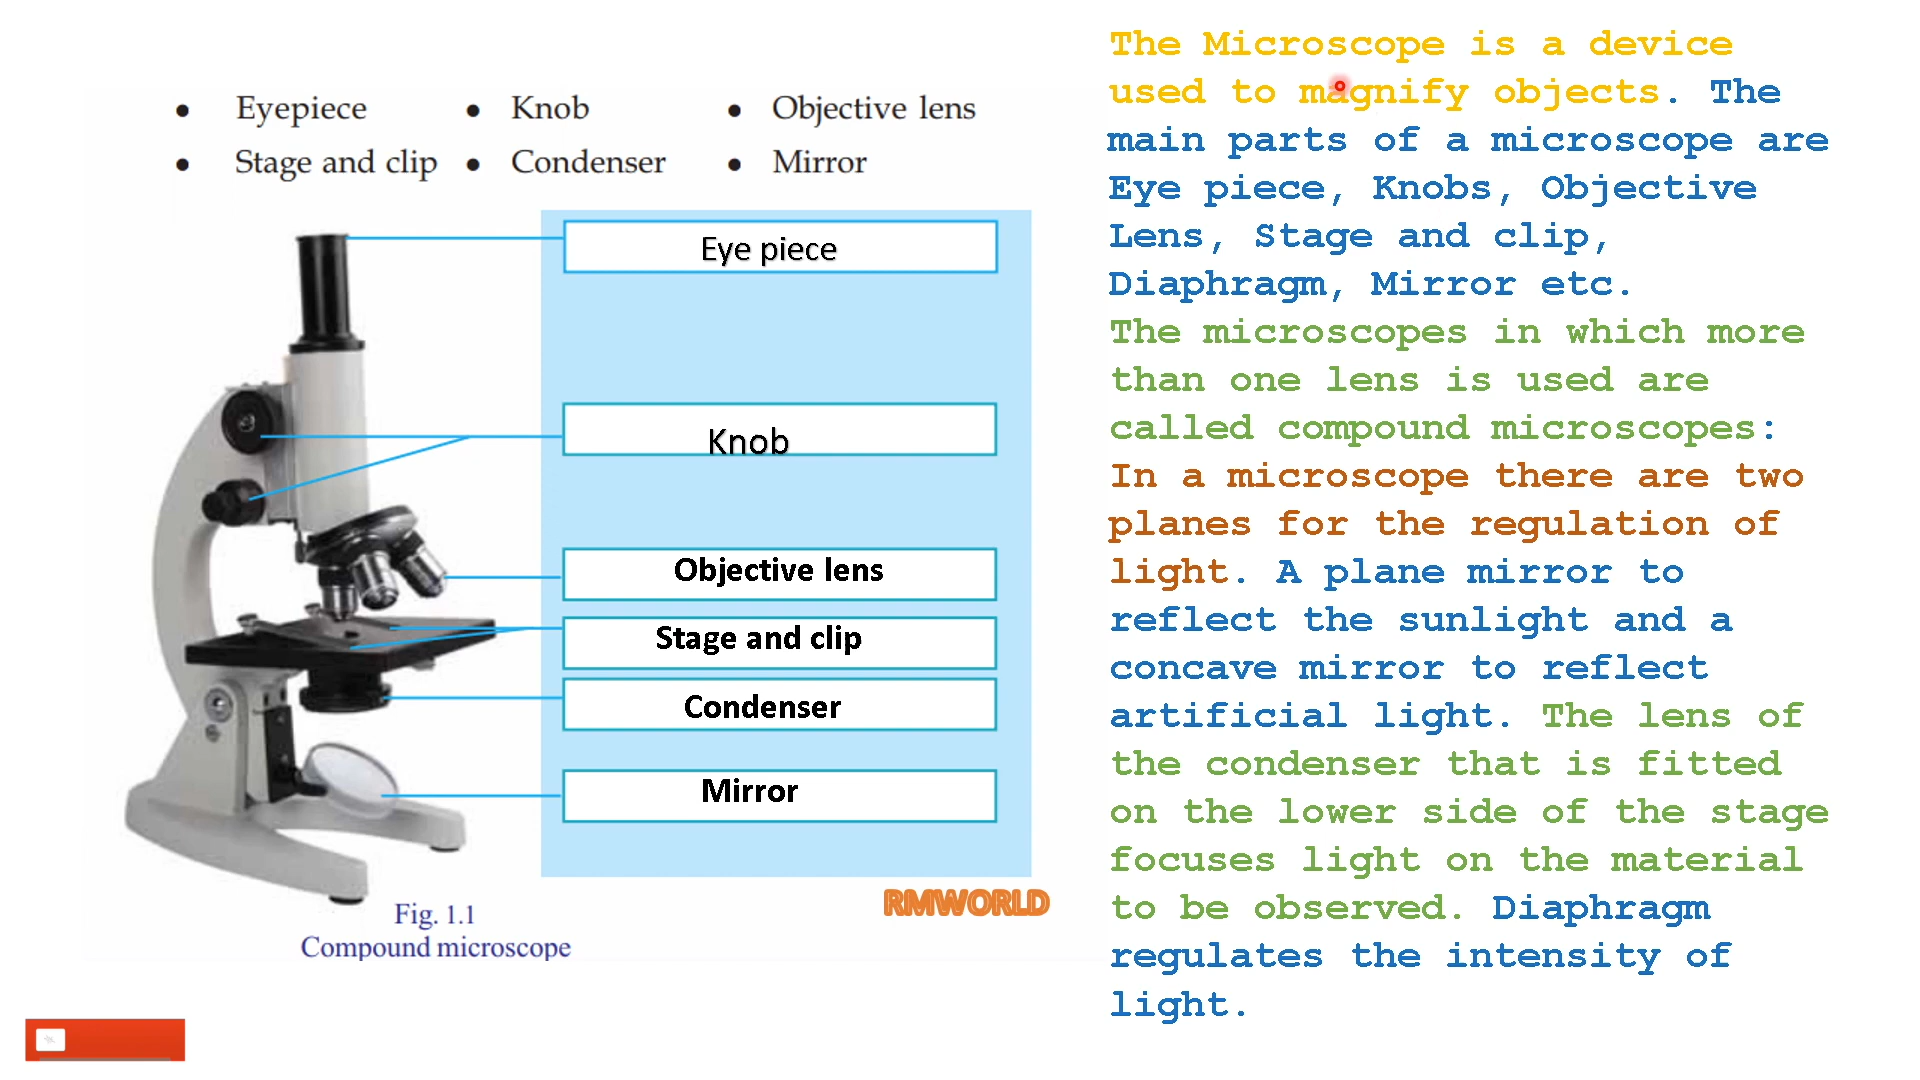 • Eyepiece • Knob • Objective lens
• Stage and clip • Condenser • Mirror
Eye piece
Knob
Objective lens
Stage and clip
Condenser
Mirror
RMWORLD
Fig. 1.1
Compound microscope
The Microscope is a device
used to magnify objects. The
main parts of a microscope are
Eye piece, Knobs, Objective
Lens, Stage and clip,
Diaphragm, Mirror etc.
The microscopes in which more
than one lens is used are
called compound microscopes:
In a microscope there are two
planes for the regulation of
light. A plane mirror to
reflect the sunlight and a
concave mirror to reflect
artificial light. The lens of
the condenser that is fitted
on the lower side of the stage
focuses light on the material
to be observed. Diaphragm
regulates the intensity of
light.